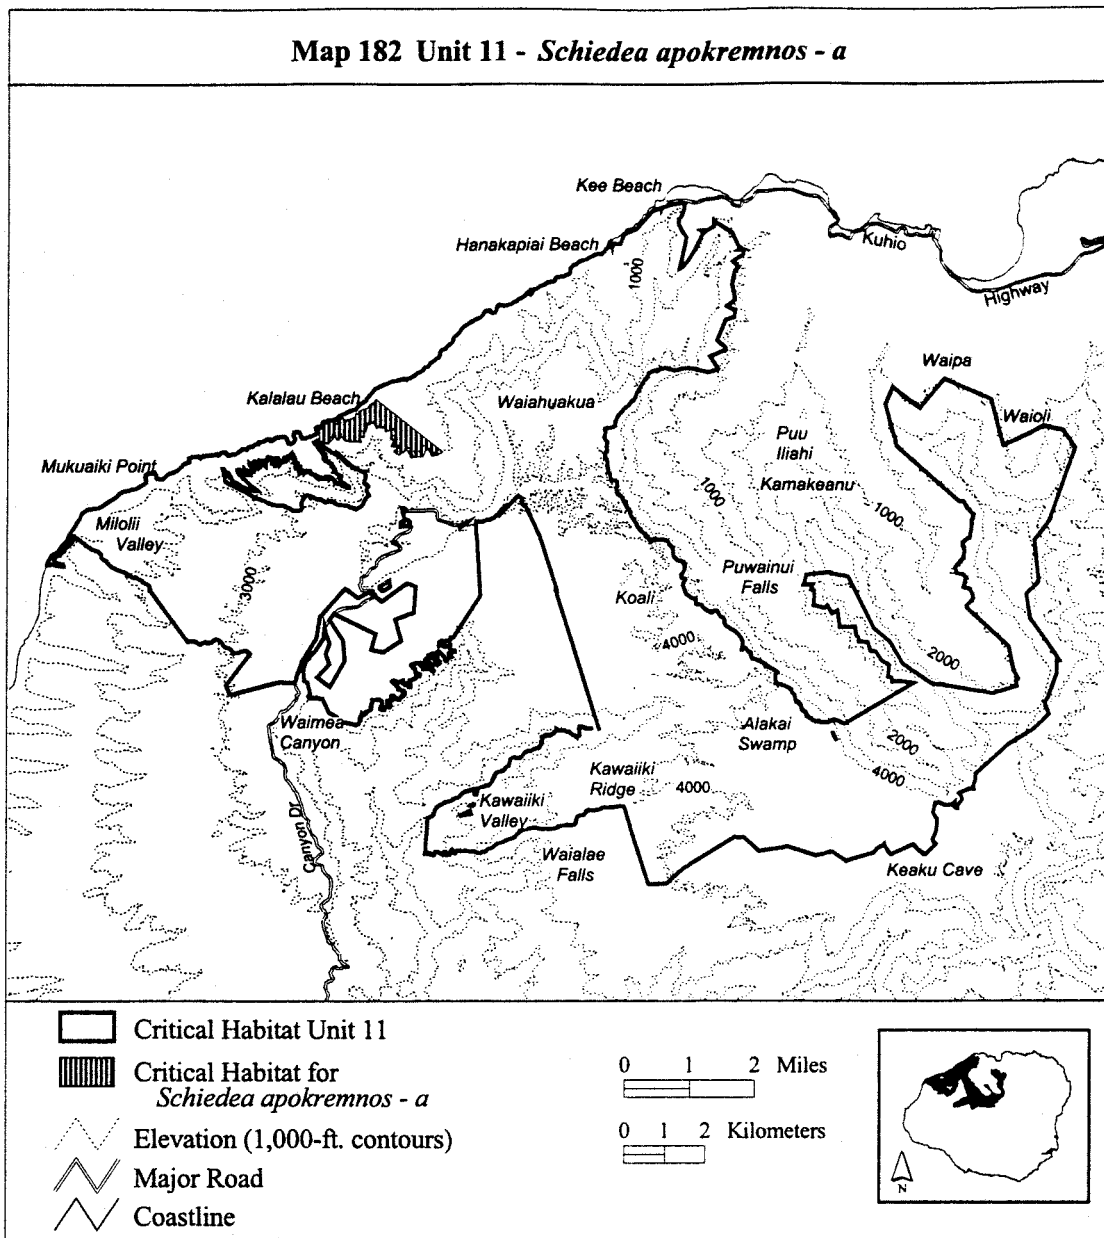 Map 182 Unit 11 - Schiedea apokremnos - a
Kee Beach
Hanakapiai Beach
Kuhio
Highway
1000
Waipa
Kalalau Beach
Waiahuakua
Waioli
Puu
Iliahi
Mukuaiki Point
Kamakeanu
1000
1000
Milolii
Valley
3000
Puwainui
Falls
Koali
4000
2000
Waimea
Canyon
Alakai
Swamp
2000
4000
Kawaiiki
Ridge
4000
Kawaiiki
Valley
Canyon Dr
Waialae
Falls
Keaku Cave
Critical Habitat Unit 11
Critical Habitat for
Schiedea apokremnos - a
Elevation (1,000-ft. contours)
Major Road
Coastline
0 1 2 Miles
0 1 2 Kilometers
N